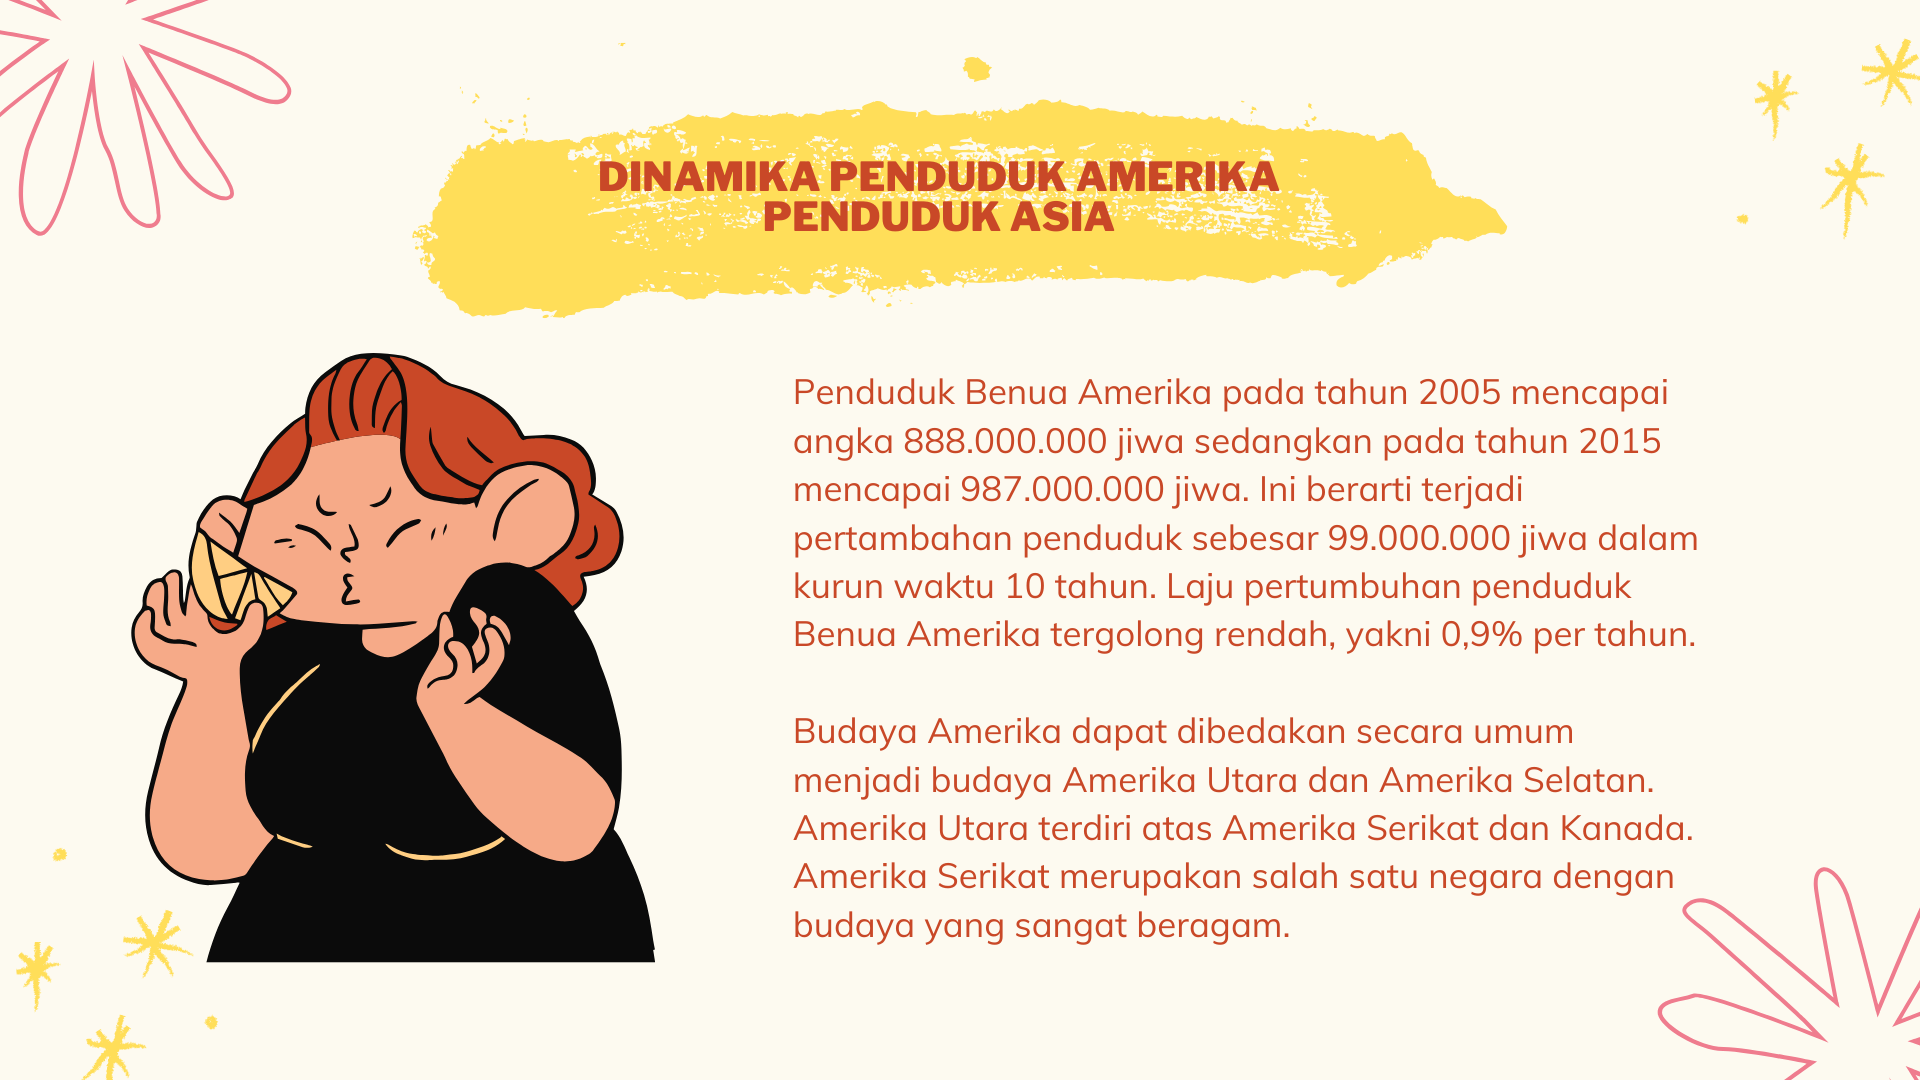 DINAMIKA PENDUDUK AMERIKA
PENDUDUK ASIA
Penduduk Benua Amerika pada tahun 2005 mencapai
angka 888.000.000 jiwa sedangkan pada tahun 2015
mencapai 987.000.000 jiwa. Ini berarti terjadi
pertambahan penduduk sebesar 99.000.000 jiwa dalam
kurun waktu 10 tahun. Laju pertumbuhan penduduk
Benua Amerika tergolong rendah, yakni 0,9% per tahun.
Budaya Amerika dapat dibedakan secara umum
menjadi budaya Amerika Utara dan Amerika Selatan.
Amerika Utara terdiri atas Amerika Serikat dan Kanada.
Amerika Serikat merupakan salah satu negara dengan
budaya yang sangat beragam.